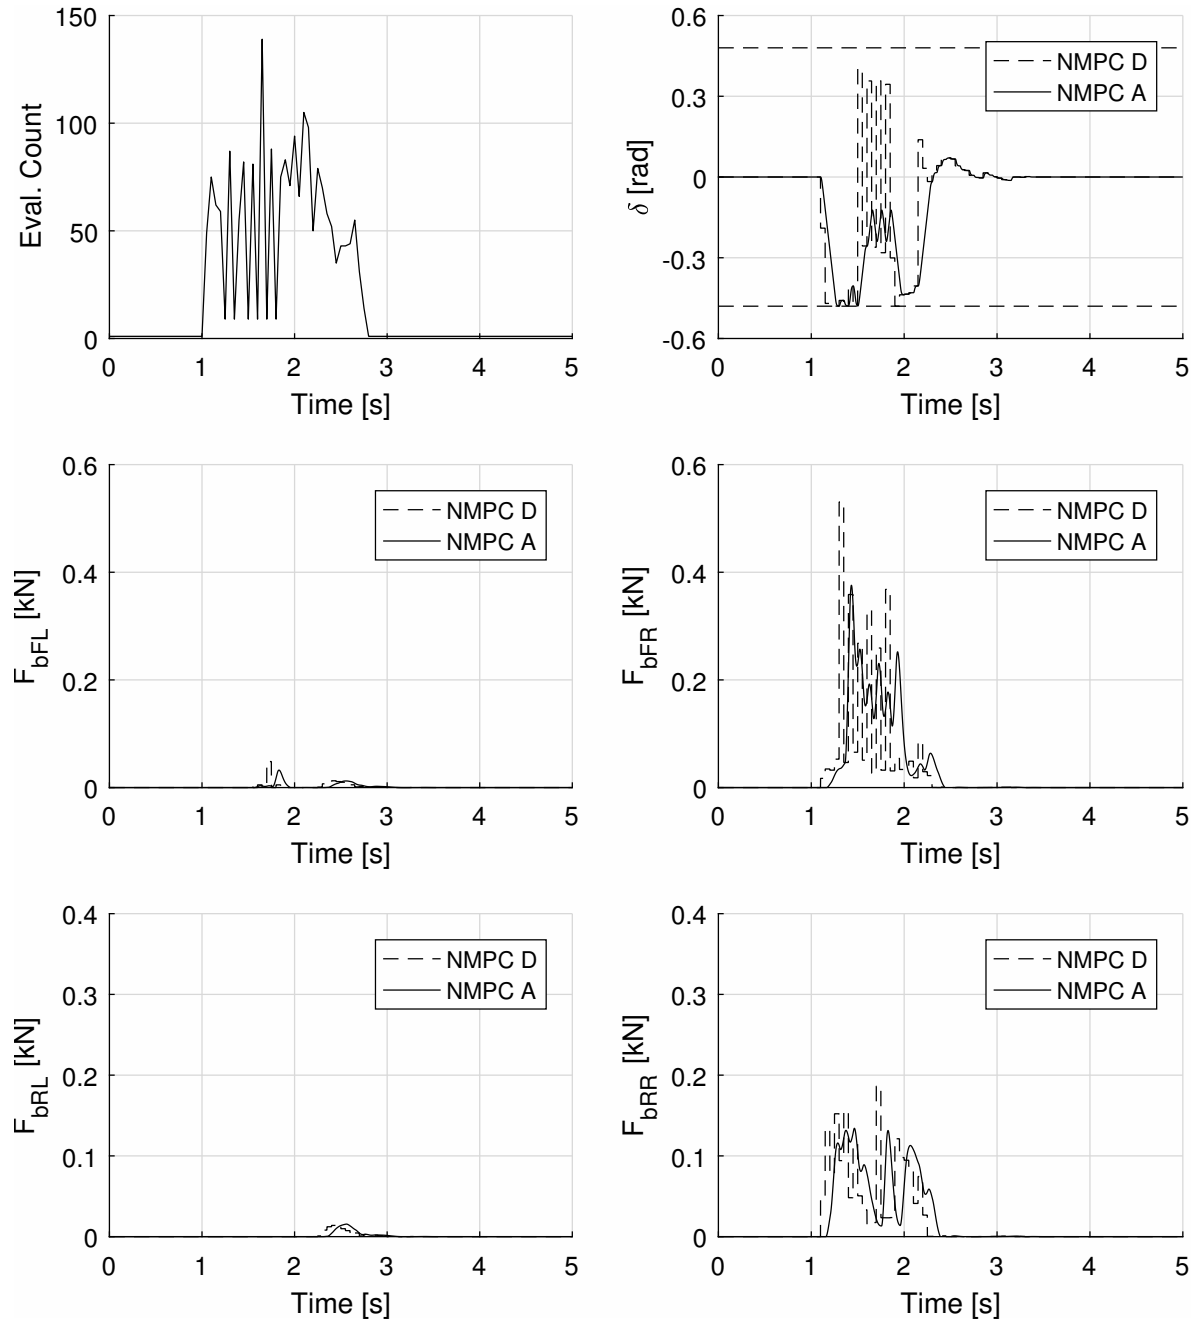 150
100
50
0
Eval. Count
0 1 2 3 4 5
Time [s]
0.6
0.3
0
-0.3
-0.6
δ [rad]
NMPC D
NMPC A
0 1 2 3 4 5
Time [s]
0.6
0.4
0.2
0
F_bFL [kN]
NMPC D
NMPC A
0 1 2 3 4 5
Time [s]
0.6
0.4
0.2
0
F_bFR [kN]
NMPC D
NMPC A
0 1 2 3 4 5
Time [s]
0.4
0.3
0.2
0.1
0
F_bRL [kN]
NMPC D
NMPC A
0 1 2 3 4 5
Time [s]
0.4
0.3
0.2
0.1
0
F_bRR [kN]
NMPC D
NMPC A
0 1 2 3 4 5
Time [s]